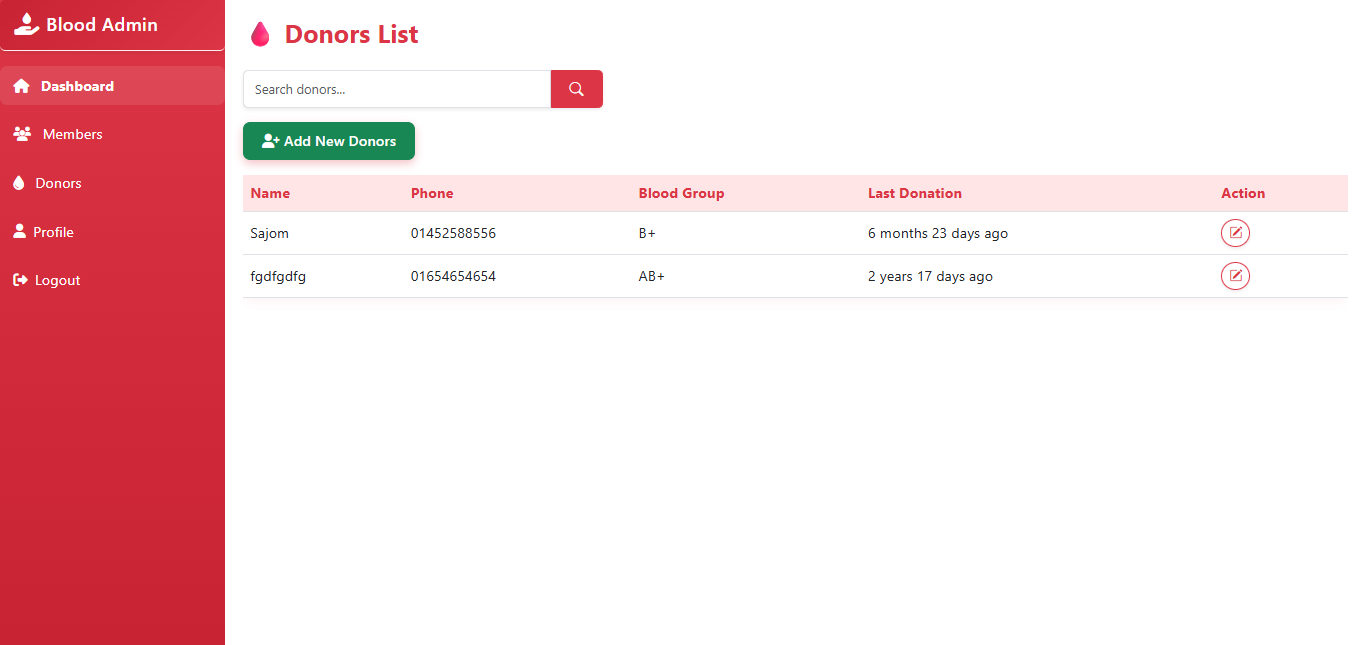 Blood Admin
Dashboard
Members
Donors
Profile
Logout
Donors List
Search donors...
Add New Donors
Name Phone Blood Group Last Donation Action
Sajom 01452588556 B+ 6 months 23 days ago
fgdfgdfg 01654654654 AB+ 2 years 17 days ago